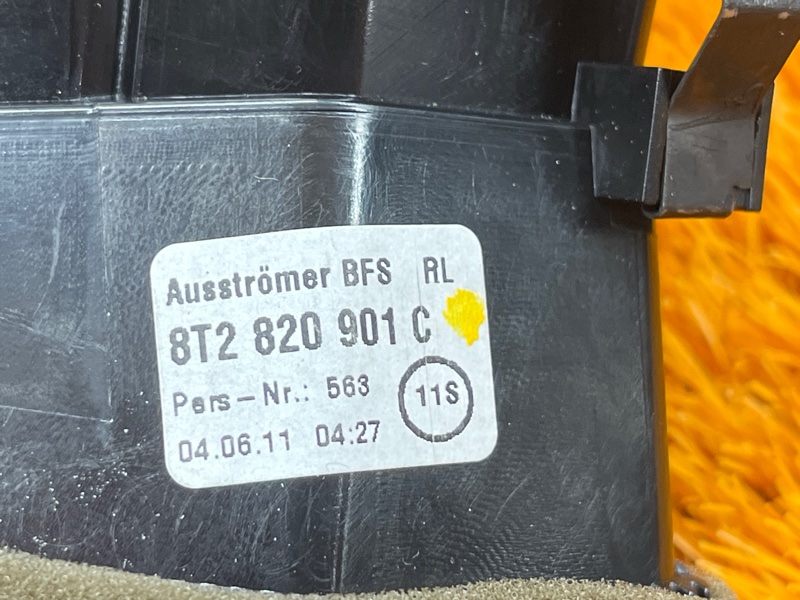 Ausströmer BFS RL
8T2 820 901 C
Pers-Nr.: 563
11S
04.06.11 04:27